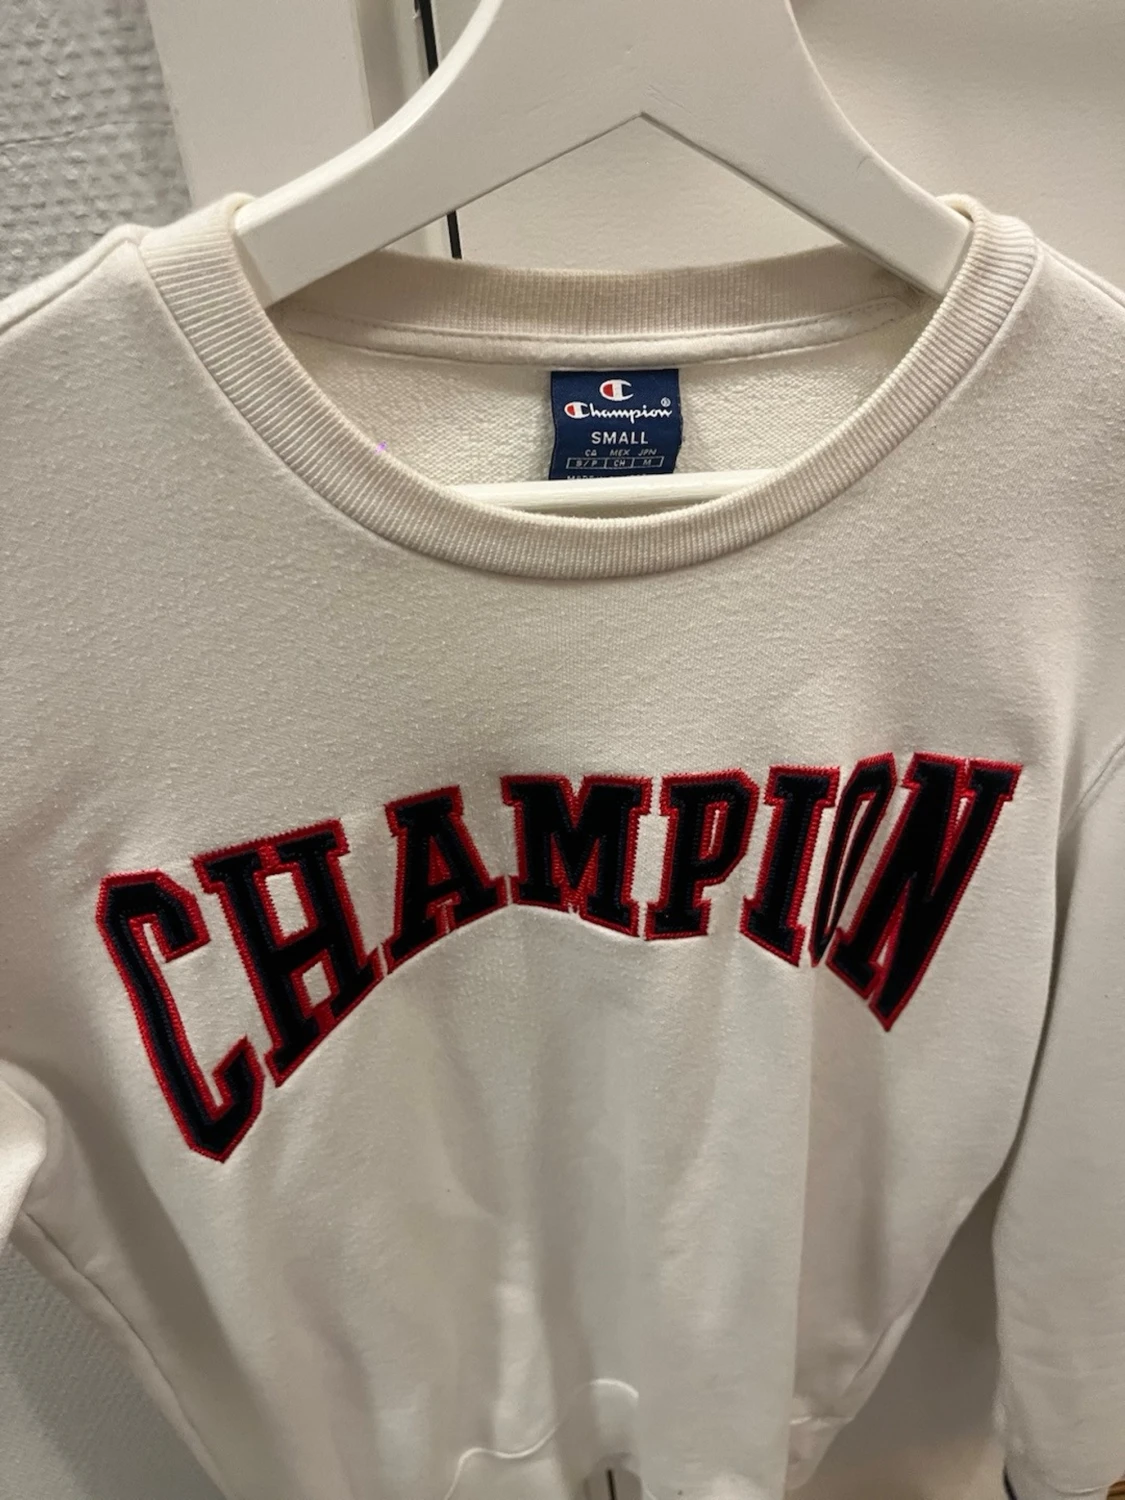 Champion®
SMALL
CA MEX JPN
S/P CH M
CHAMPION